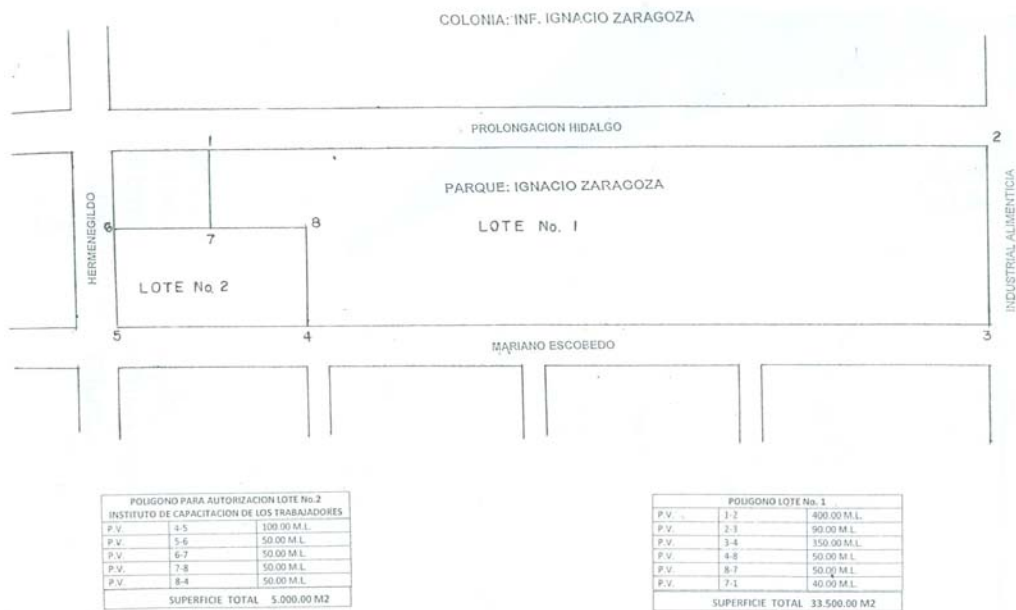 COLONIA: INF. IGNACIO ZARAGOZA
PROLONGACION HIDALGO
1
2
PARQUE: IGNACIO ZARAGOZA
INDUSTRIAL ALIMENTICIA
HERMENEGILDO
6
7
8
LOTE No. 1
LOTE No. 2
5
4
3
MARIANO ESCOBEDO
POLIGONO PARA AUTORIZACION LOTE No.2
INSTITUTO DE CAPACITACION DE LOS TRABAJADORES
P.V. 4-5 100.00 M.L.
P.V. 5-6 50.00 M.L.
P.V. 6-7 50.00 M.L.
P.V. 7-8 50.00 M.L.
P.V. 8-4 50.00 M.L.
SUPERFICIE TOTAL 5.000.00 M2
POLIGONO LOTE No. 1
P.V. 1-2 400.00 M.L.
P.V. 2-3 90.00 M.L.
P.V. 3-4 350.00 M.L.
P.V. 4-8 50.00 M.L.
P.V. 8-7 50.00 M.L.
P.V. 7-1 40.00 M.L.
SUPERFICIE TOTAL 33.500.00 M2